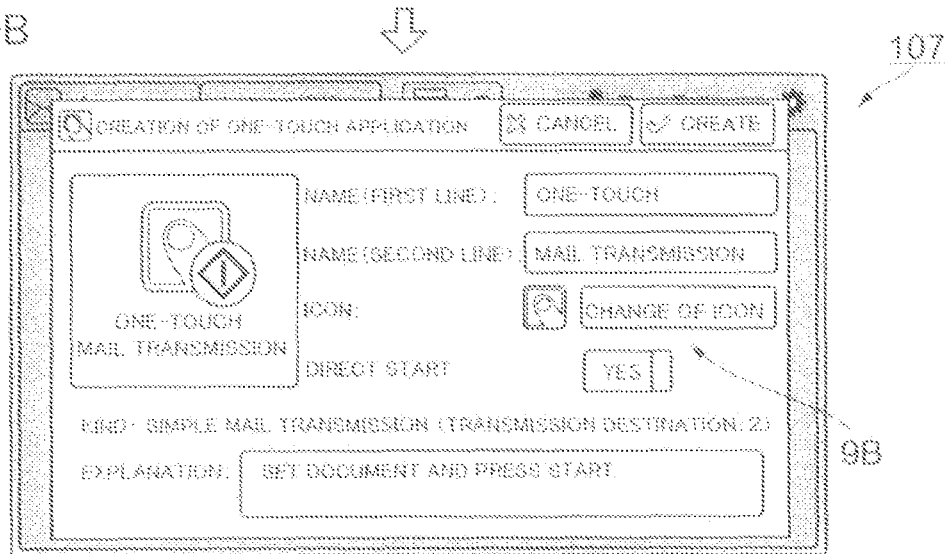 B
107
CREATION OF ONE-TOUCH APPLICATION CANCEL CREATE
NAME(FIRST LINE): ONE-TOUCH
NAME(SECOND LINE): MAIL TRANSMISSION
ICON: CHANGE OF ICON
ONE-TOUCH
MAIL TRANSMISSION
DIRECT START YES
KIND: SIMPLE MAIL TRANSMISSION (TRANSMISSION DESTINATION: 2)
9B
EXPLANATION: SET DOCUMENT AND PRESS START.